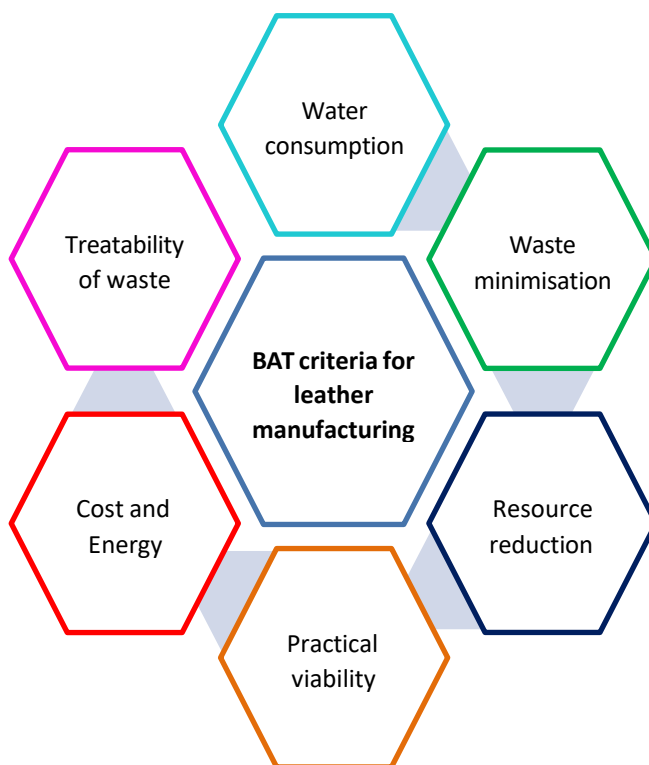 Water
consumption
Treatability
of waste
Waste
minimisation
BAT criteria for
leather
manufacturing
Cost and
Energy
Resource
reduction
Practical
viability